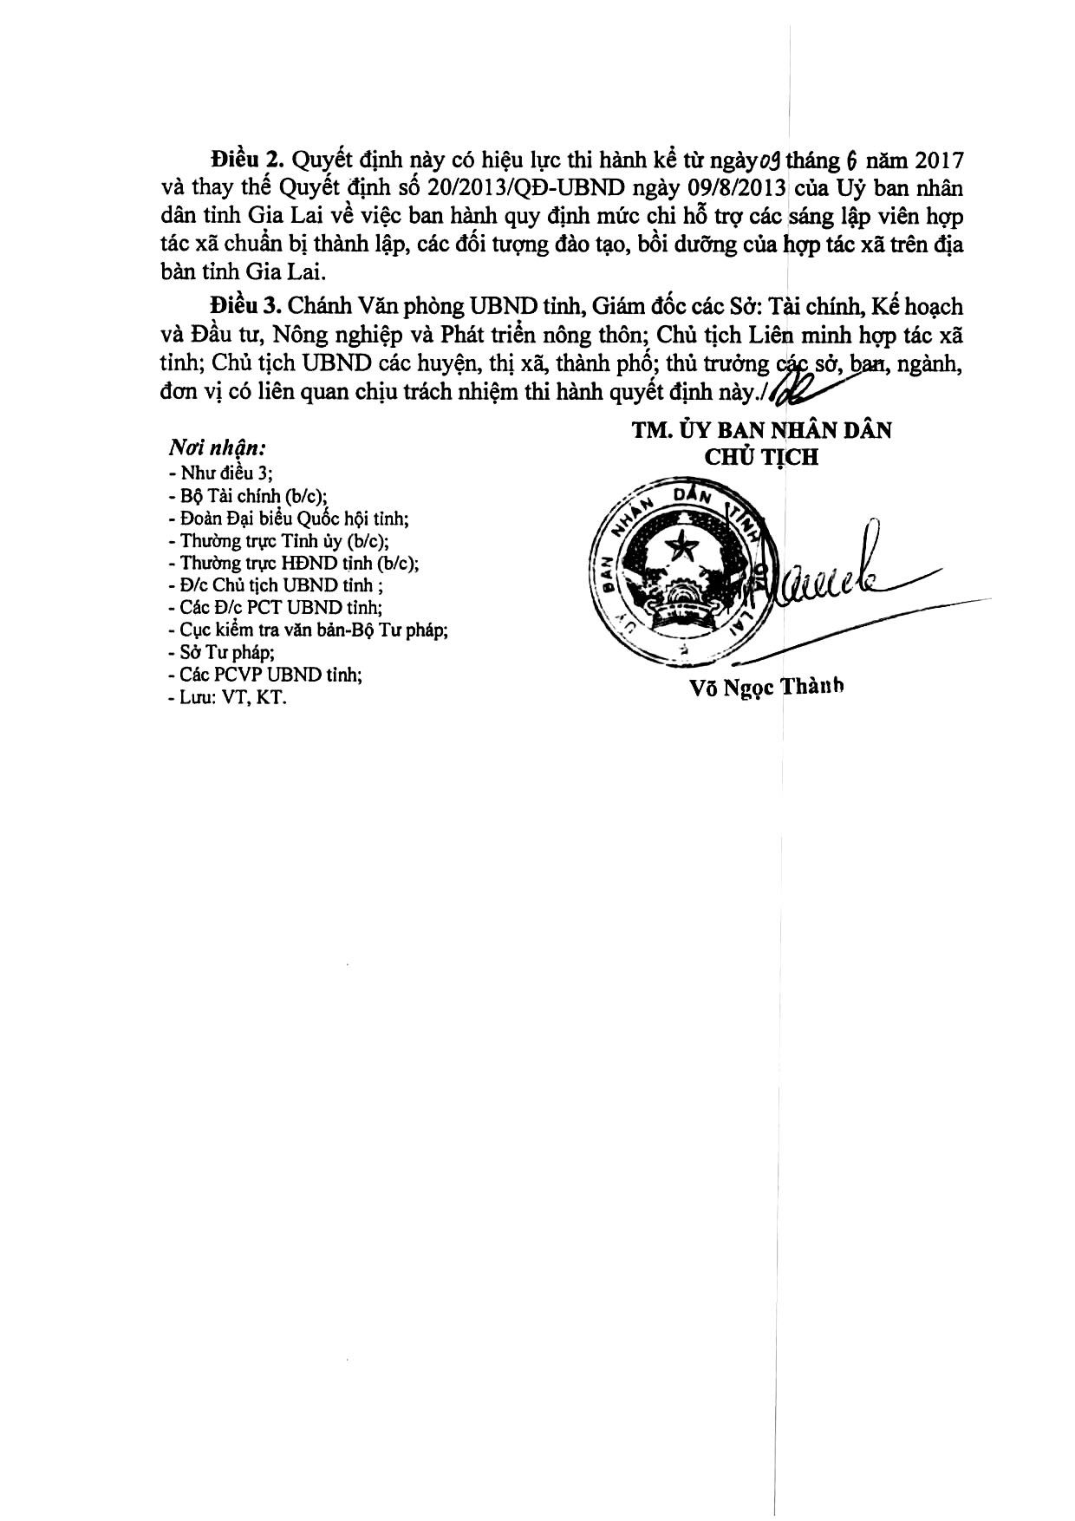 Điều 2. Quyết định này có hiệu lực thi hành kể từ ngày 09 tháng 6 năm 2017
và thay thế Quyết định số 20/2013/QĐ-UBND ngày 09/8/2013 của Uỷ ban nhân
dân tỉnh Gia Lai về việc ban hành quy định mức chi hỗ trợ các sáng lập viên hợp
tác xã chuẩn bị thành lập, các đối tượng đào tạo, bồi dưỡng của hợp tác xã trên địa
bàn tỉnh Gia Lai.
Điều 3. Chánh Văn phòng UBND tỉnh, Giám đốc các Sở: Tài chính, Kế hoạch
và Đầu tư, Nông nghiệp và Phát triển nông thôn; Chủ tịch Liên minh hợp tác xã
tỉnh; Chủ tịch UBND các huyện, thị xã, thành phố; thủ trưởng các sở, ban, ngành,
đơn vị có liên quan chịu trách nhiệm thi hành quyết định này./.
TM. ỦY BAN NHÂN DÂN
CHỦ TỊCH
Nơi nhận:
- Như điều 3;
- Bộ Tài chính (b/c);
- Đoàn Đại biểu Quốc hội tỉnh;
- Thường trực Tỉnh ủy (b/c);
- Thường trực HĐND tỉnh (b/c);
- Đ/c Chủ tịch UBND tỉnh ;
- Các Đ/c PCT UBND tỉnh;
- Cục kiểm tra văn bản-Bộ Tư pháp;
- Sở Tư pháp;
- Các PCVP UBND tỉnh;
- Lưu: VT, KT.
UỶ BAN NHÂN DÂN TỈNH GIA LAI
Võ Ngọc Thành